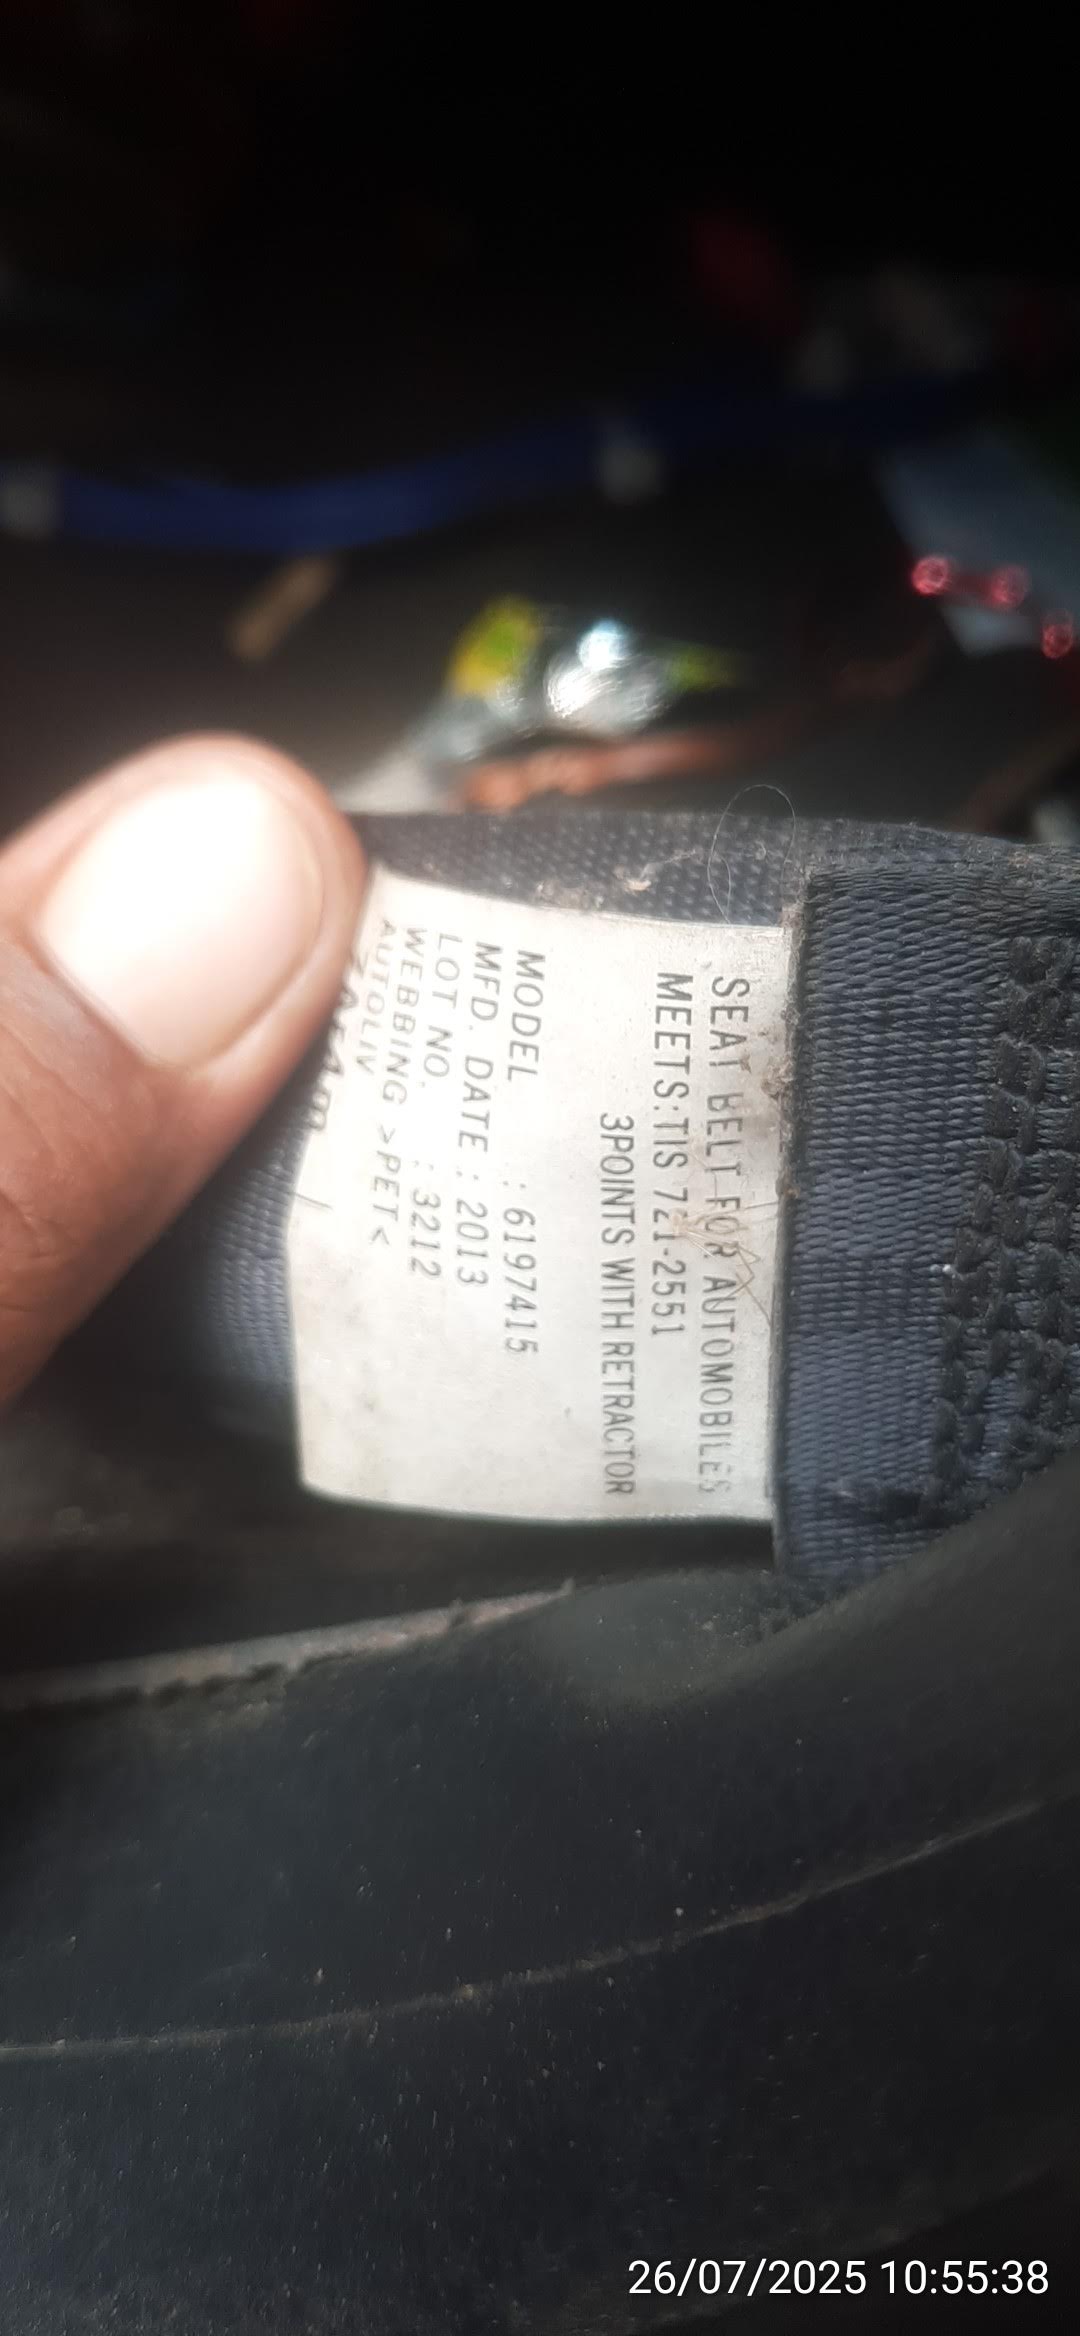 SEAT BELT FOR AUTOMOBILES
MEETS:TIS 721-2551
3POINTS WITH RETRACTOR
MODEL : 6197415
MFD. DATE : 2013
LOT NO. : 3212
WEBBING >PET<
AUTOLIV
26/07/2025 10:55:38